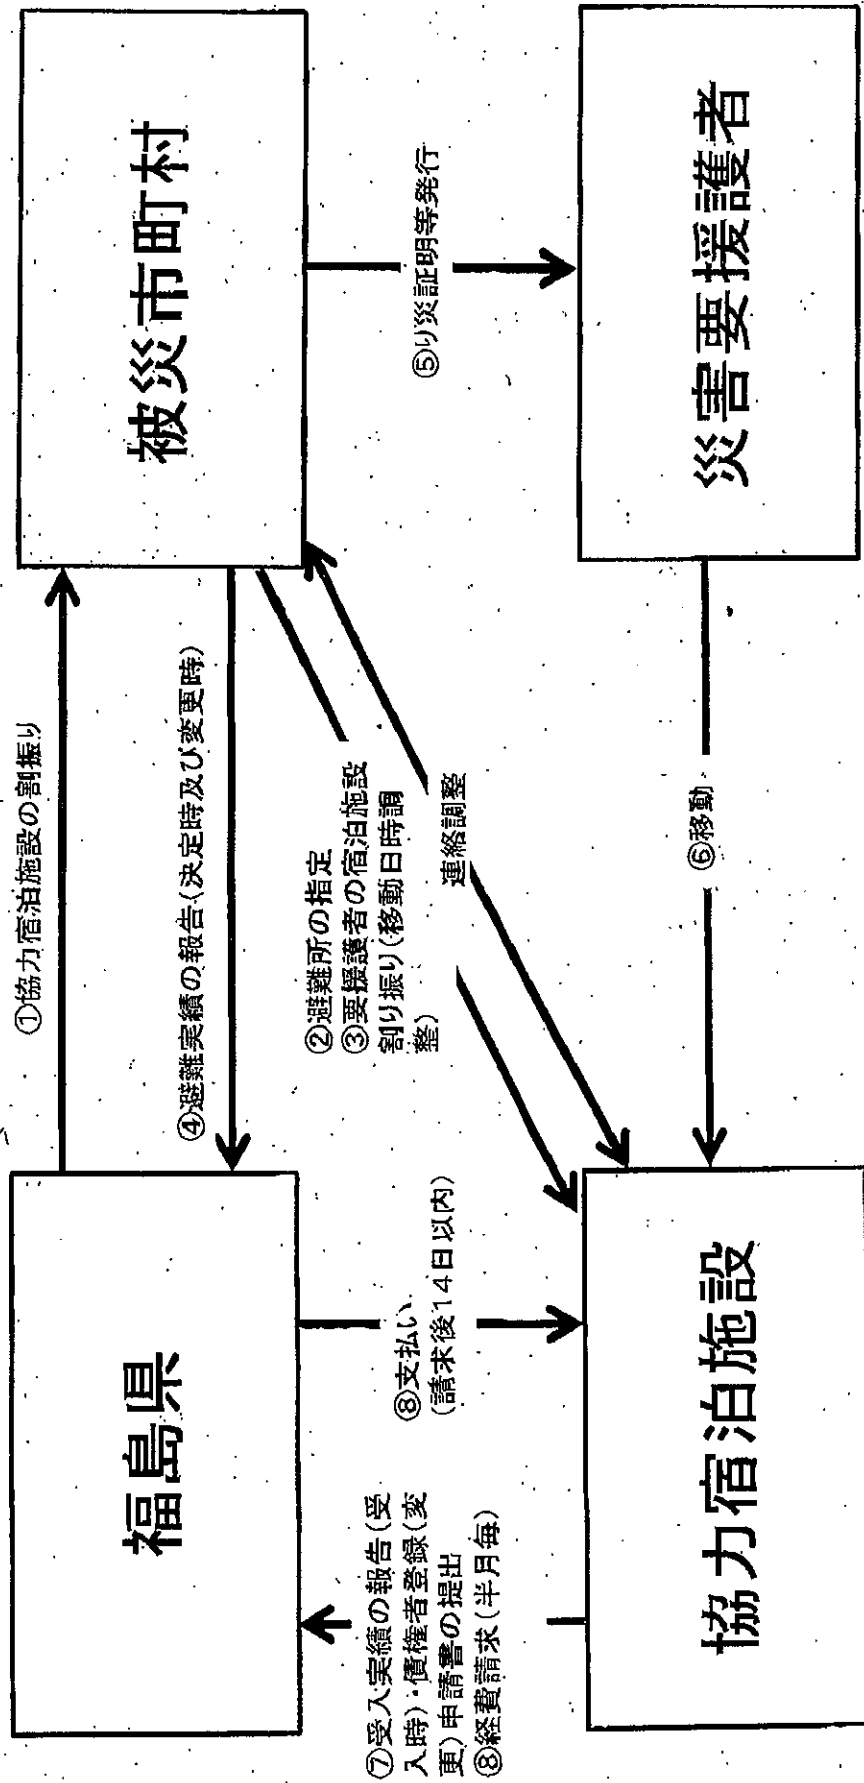 福島県
被災市町村
①協力宿泊施設の割振り
④避難実績の報告(決定時及び変更時)
②避難所の指定
③要援護者の宿泊施設
割り振り(移動日時調
整)
連絡調整
⑤り災証明等発行
⑦受入実績の報告(受
入時)・債権者登録(変
更)申請書の提出
⑧経費請求(半月毎)
⑧支払い
(請求後14日以内)
⑥移動
協力宿泊施設
災害要援護者